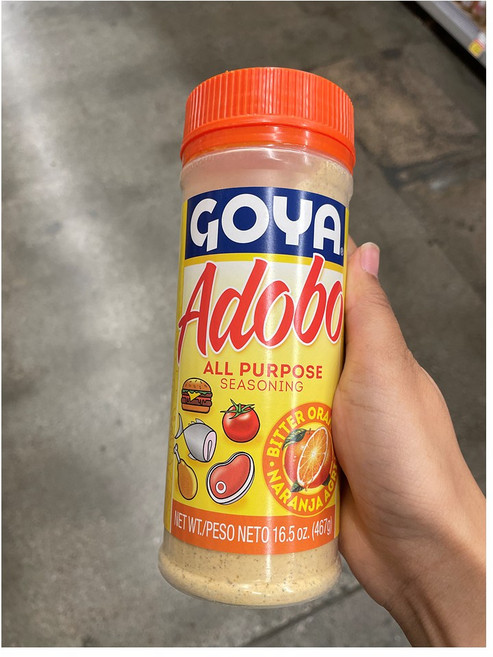 GOYA
Adobo
ALL PURPOSE
SEASONING
BITTER
NARANJA
NET WT./PESO NETO 16.5 oz. (467g)